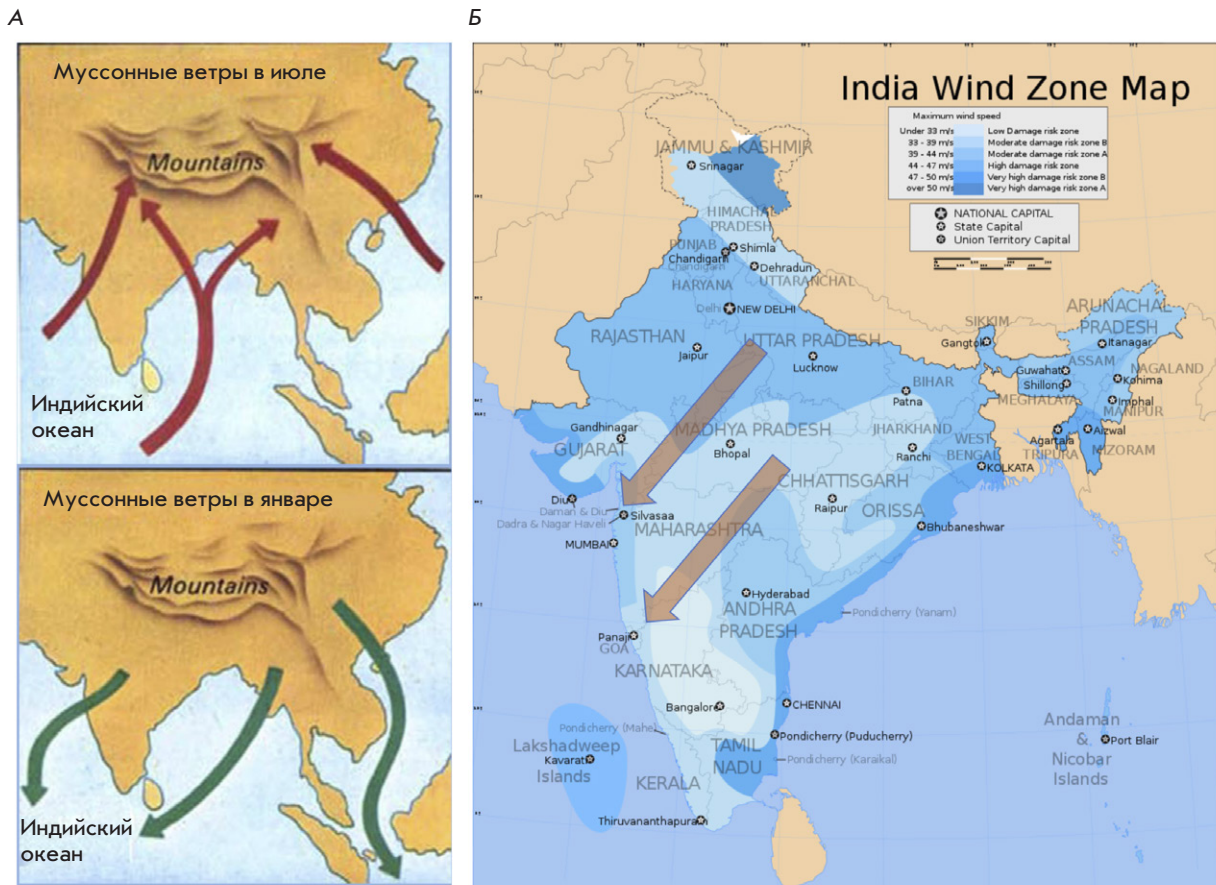 А
Муссонные ветры в июле
Mountains
Индийский
океан
Муссонные ветры в январе
Mountains
Индийский
океан
Б
India Wind Zone Map
Maximum wind speed
Under 33 m/s Low Damage risk zone
33 - 39 m/s Moderate damage risk zone B
39 - 44 m/s Moderate damage risk zone A
44 - 47 m/s High damage risk zone
47 - 50 m/s Very high damage risk zone B
over 50 m/s Very high damage risk zone A
NATIONAL CAPITAL
State Capital
Union Territory Capital
JAMMU & KASHMIR
Srinagar
HIMACHAL
PRADESH
PUNJAB
Shimla
Chandigarh
Chandigarh
Dehradun
UTTARANCHAL
HARYANA
Delhi
NEW DELHI
RAJASTHAN
Jaipur
UTTAR PRADESH
Lucknow
SIKKIM
Gangtok
ARUNACHAL
PRADESH
Itanagar
ASSAM
Guwahati
Shillong
MEGHALAYA
NAGALAND
Kohima
Imphal
MANIPUR
BIHAR
Patna
Agartala
TRIPURA
Aizwal
MIZORAM
Gandhinagar
GUJARAT
MADHYA PRADESH
Bhopal
JHARKHAND
Ranchi
WEST
BENGAL
KOLKATA
CHHATTISGARH
Raipur
ORISSA
Bhubaneshwar
Diu
Daman & Diu
Dadra & Nagar Haveli
Silvasaa
MAHARASHTRA
MUMBAI
Hyderabad
ANDHRA
PRADESH
Pondicherry (Yanam)
Panaji
GOA
KARNATAKA
Bangalore
CHENNAI
Pondicherry (Mahe)
Pondicherry (Puducherry)
Lakshadweep
Kavarati
Islands
TAMIL
NADU
Pondicherry (Karaikal)
KERALA
Thiruvananthapuram
Andaman
&
Nicobar
Islands
Port Blair